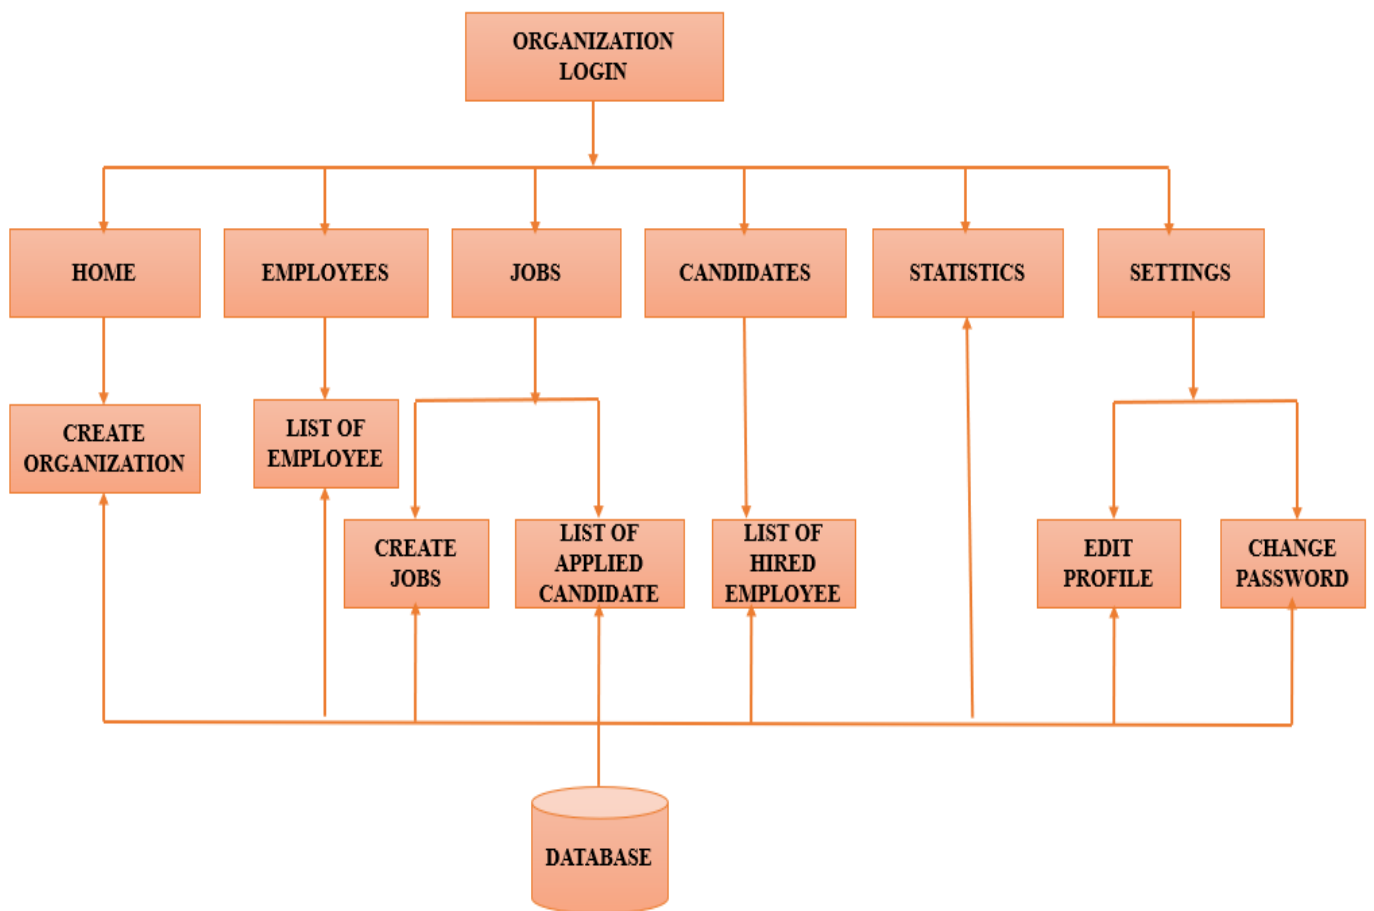 ORGANIZATION
LOGIN
HOME
EMPLOYEES
JOBS
CANDIDATES
STATISTICS
SETTINGS
CREATE
ORGANIZATION
LIST OF
EMPLOYEE
CREATE
JOBS
LIST OF
APPLIED
CANDIDATE
LIST OF
HIRED
EMPLOYEE
EDIT
PROFILE
CHANGE
PASSWORD
DATABASE